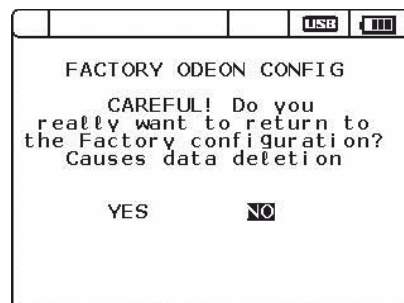 USB
FACTORY ODEON CONFIG
CAREFUL! Do you
really want to return to
the Factory configuration?
Causes data deletion
YES NO